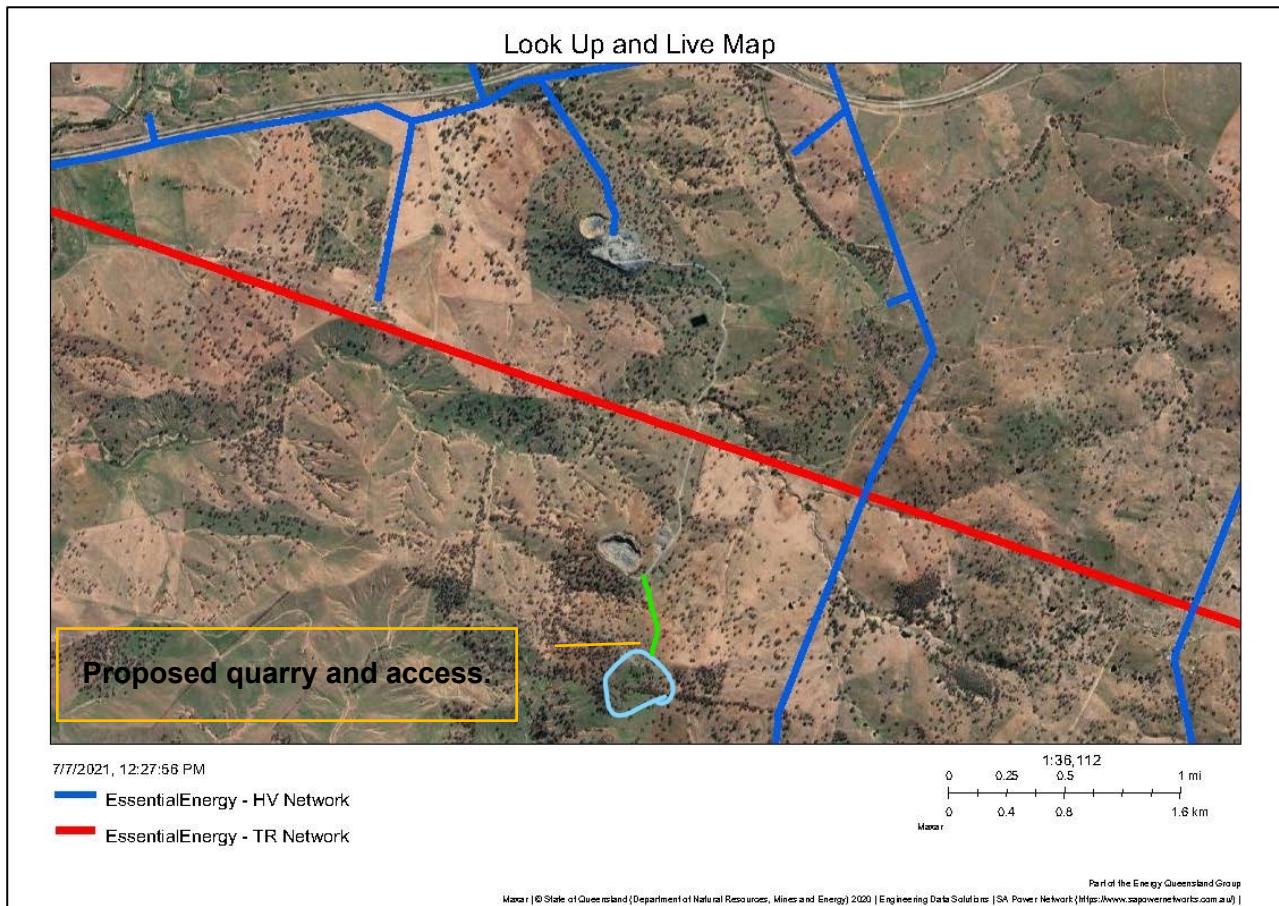 Look Up and Live Map
Proposed quarry and access.
7/7/2021, 12:27:56 PM
EssentialEnergy - HV Network
EssentialEnergy - TR Network
1:36,112
0 0.25 0.5 1 mi
0 0.4 0.8 1.6 km
Maxar
Part of the Energy Queensland Group
Maxar | © State of Queensland (Department of Natural Resources, Mines and Energy) 2020 | Engineering Data Solutions | SA Power Network (https://www.sapowernetworks.com.au/) |